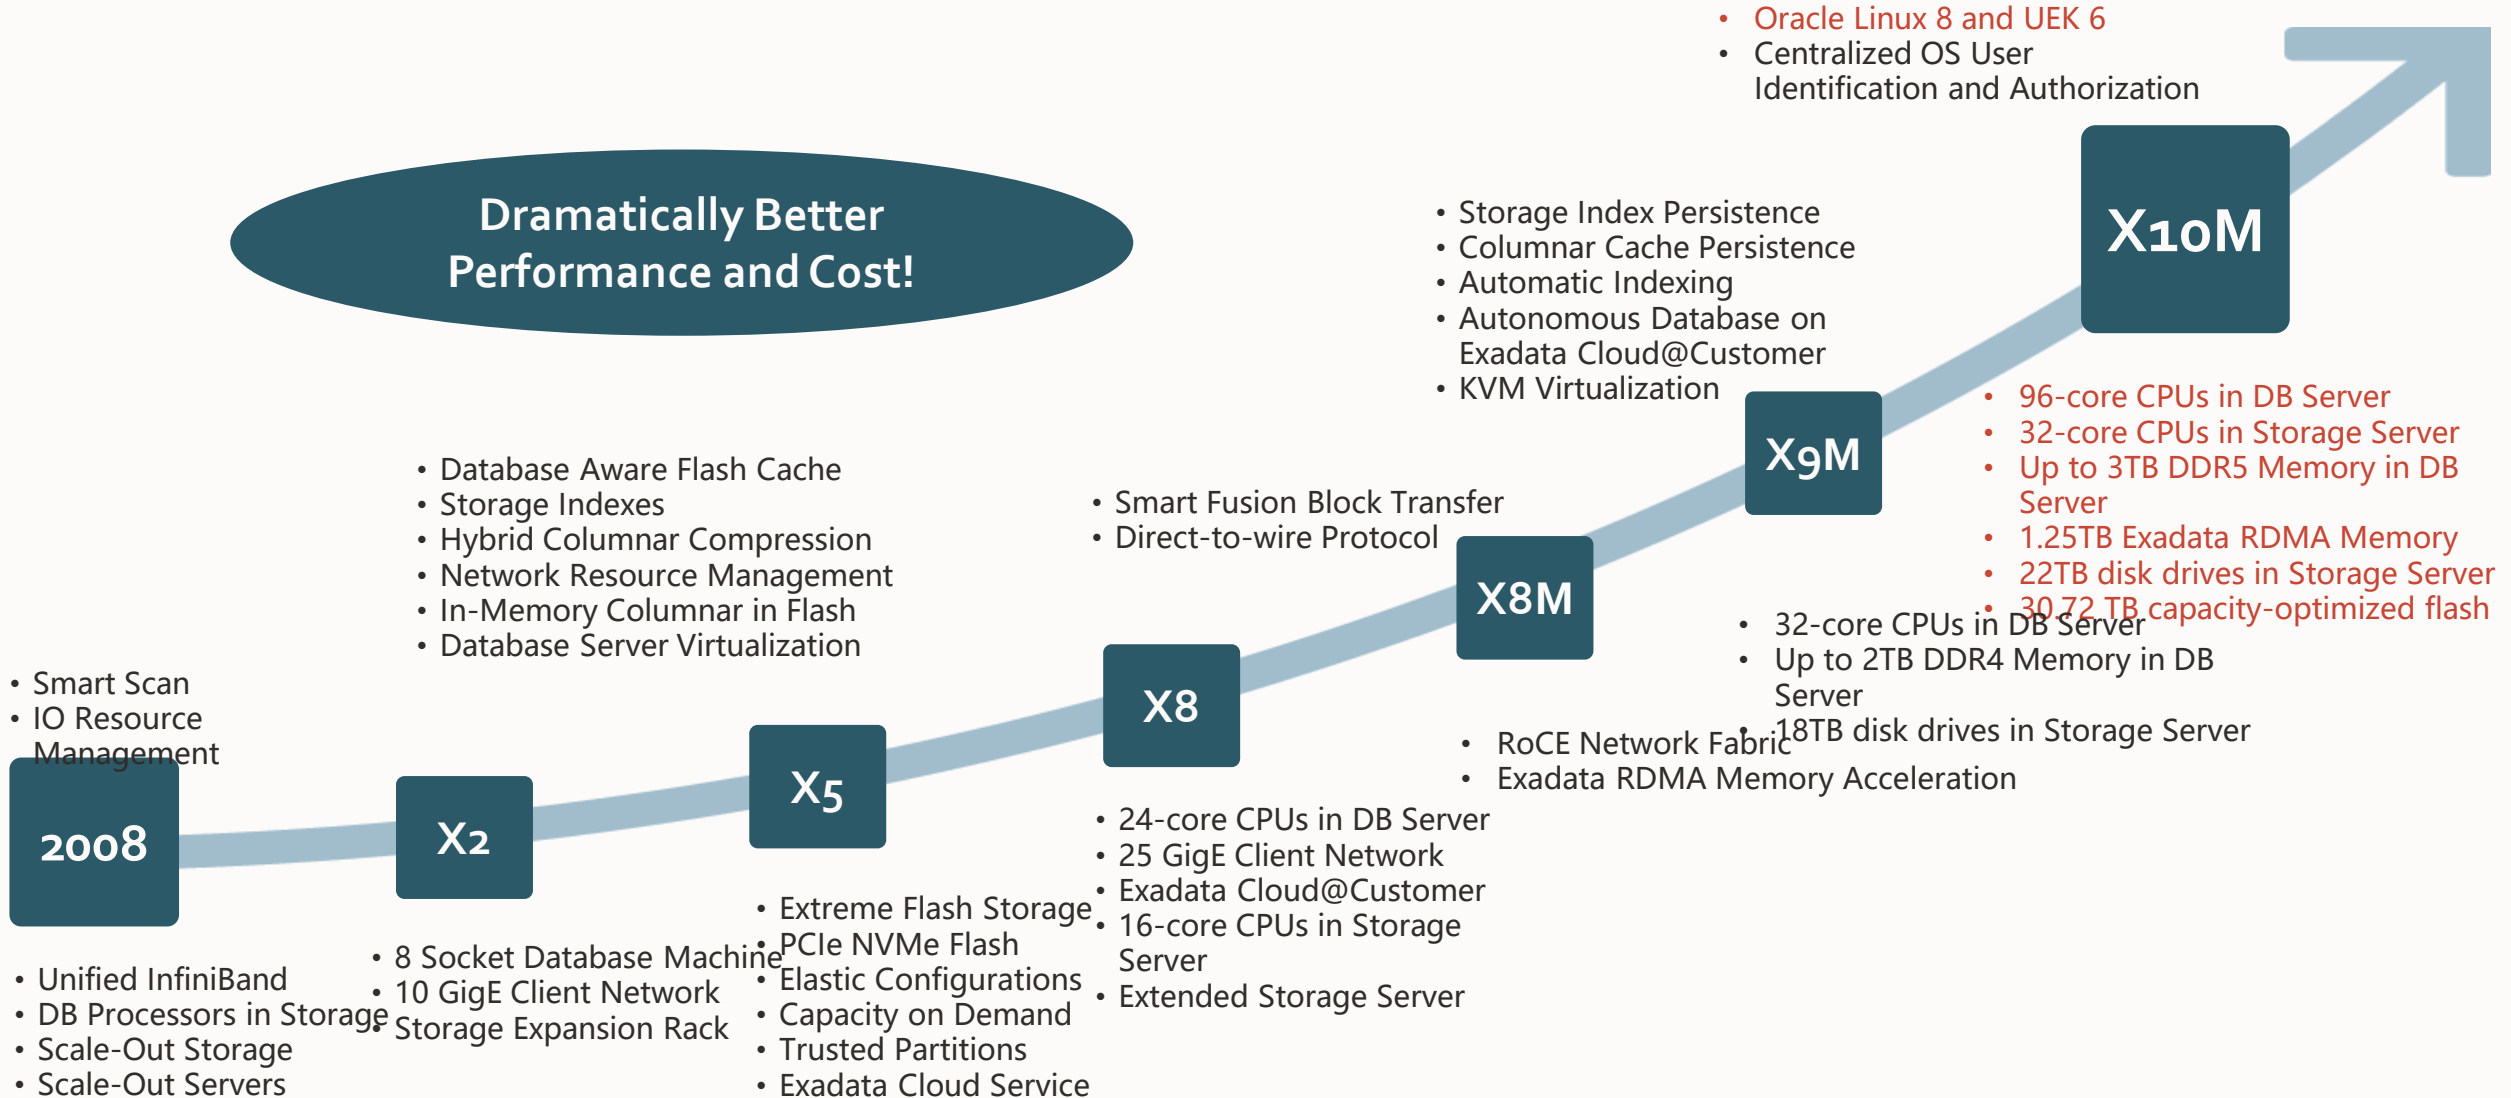 • Oracle Linux 8 and UEK 6
• Centralized OS User
Identification and Authorization
Dramatically Better
Performance and Cost!
X10M
• Storage Index Persistence
• Columnar Cache Persistence
• Automatic Indexing
• Autonomous Database on
Exadata Cloud@Customer
• KVM Virtualization
X9M
• 96-core CPUs in DB Server
• 32-core CPUs in Storage Server
• Up to 3TB DDR5 Memory in DB
Server
• 1.25TB Exadata RDMA Memory
• 22TB disk drives in Storage Server
• 30.72 TB capacity-optimized flash
• Database Aware Flash Cache
• Storage Indexes
• Hybrid Columnar Compression
• Network Resource Management
• In-Memory Columnar in Flash
• Database Server Virtualization
• Smart Fusion Block Transfer
• Direct-to-wire Protocol
X8M
• 32-core CPUs in DB Server
• Up to 2TB DDR4 Memory in DB
Server
• 18TB disk drives in Storage Server
• Smart Scan
• IO Resource
Management
X8
• RoCE Network Fabric
• Exadata RDMA Memory Acceleration
2008
X2
X5
• 24-core CPUs in DB Server
• 25 GigE Client Network
• Exadata Cloud@Customer
• 16-core CPUs in Storage
Server
• Extended Storage Server
• Unified InfiniBand
• DB Processors in Storage
• Scale-Out Storage
• Scale-Out Servers
• 8 Socket Database Machine
• 10 GigE Client Network
• Storage Expansion Rack
• Extreme Flash Storage
• PCIe NVMe Flash
• Elastic Configurations
• Capacity on Demand
• Trusted Partitions
• Exadata Cloud Service